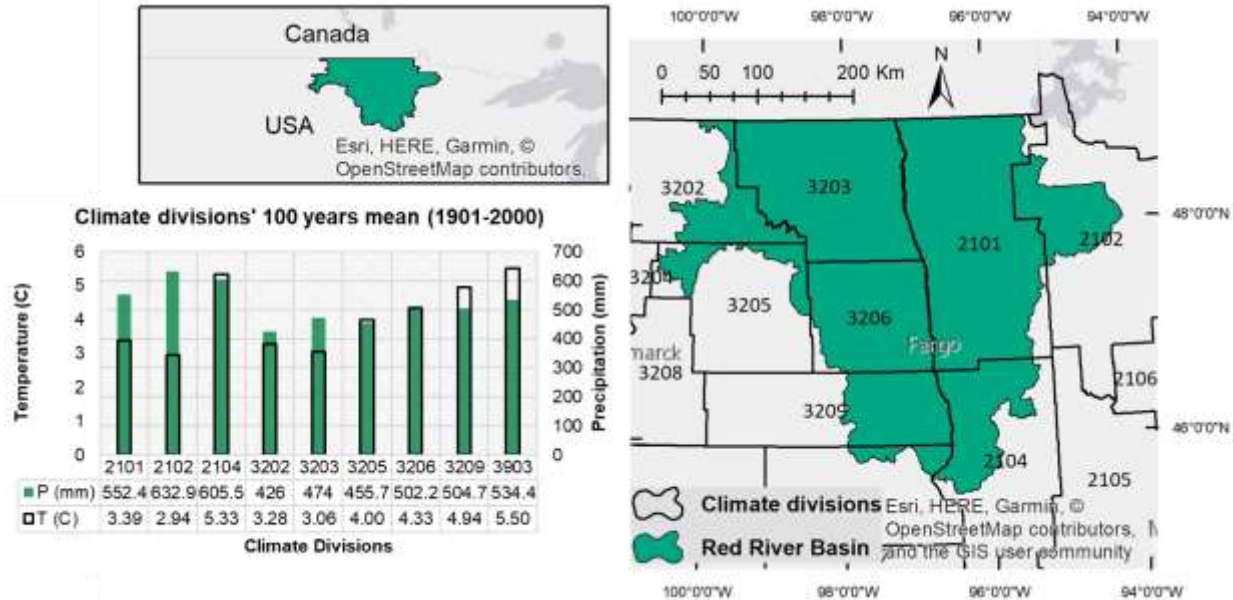 Canada
USA
Esri, HERE, Garmin, ©
OpenStreetMap contributors,
Climate divisions' 100 years mean (1901-2000)
Temperature (C)
6
5
4
3
2
1
0
700
600
500
400
300
200
100
0
Precipitation (mm)
2101 2102 2104 3202 3203 3205 3206 3209 3903
P (mm) 552.4 632.9 605.5 426 474 455.7 502.2 504.7 534.4
T (C) 3.39 2.94 5.33 3.28 3.06 4.00 4.33 4.94 5.50
Climate Divisions
100°0'0"W 98°0'0"W 96°0'0"W 94°0'0"W
0 50 100 200 Km
N
3202
3203
2101
2102
48°0'0"N
3204
3205
3206
Fargo
marck
3208
2106
3209
46°0'0"N
2104
2105
Climate divisions
Red River Basin
Esri, HERE, Garmin, ©
OpenStreetMap contributors,
and the GIS user community
100°0'0"W 98°0'0"W 96°0'0"W 94°0'0"W